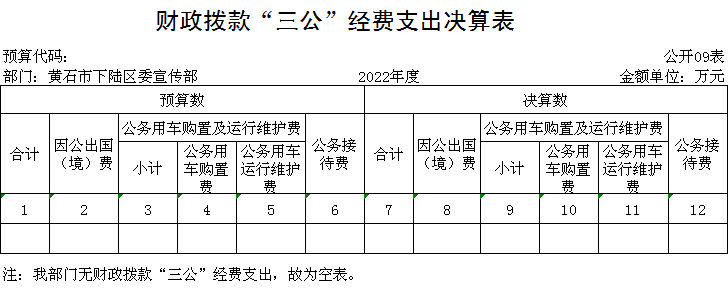 财政拨款“三公”经费支出决算表
预算代码： 公开09表
部门：黄石市下陆区委宣传部 2022年度 金额单位：万元
预算数 决算数
合计 因公出国（境）费 公务用车购置及运行维护费 公务接待费 合计 因公出国（境）费 公务用车购置及运行维护费 公务接待费
小计 公务用车购置费 公务用车运行维护费 小计 公务用车购置费 公务用车运行维护费
1 2 3 4 5 6 7 8 9 10 11 12
注：我部门无财政拨款“三公”经费支出，故为空表。